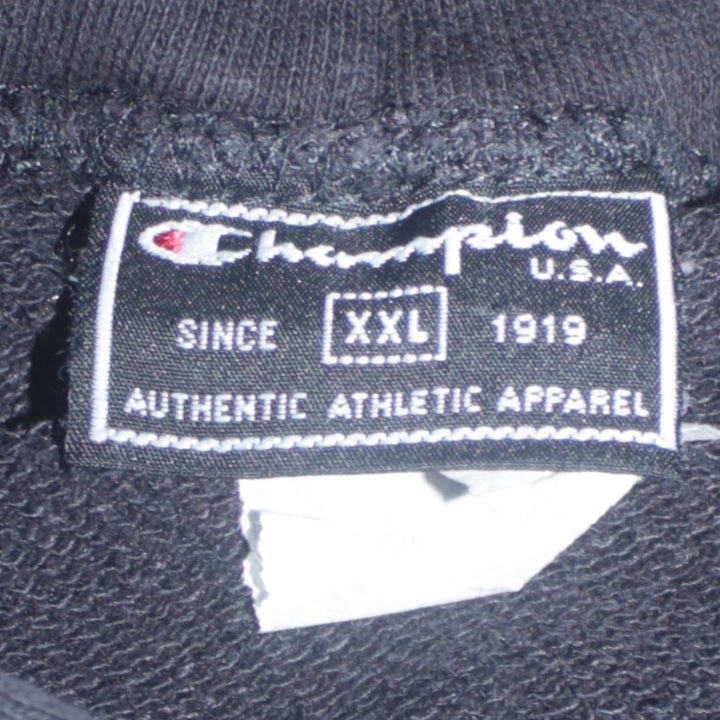 Champion
U.S.A.
SINCE XXL 1919
AUTHENTIC ATHLETIC APPAREL